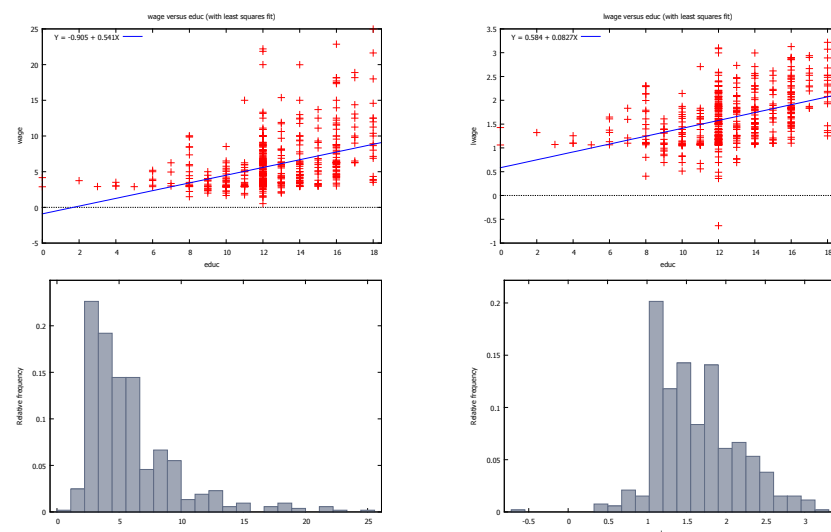 wage versus educ (with least squares fit)
Y = -0.905 + 0.541X
25
20
15
10
5
0
-5
wage
0 2 4 6 8 10 12 14 16 18
educ
lwage versus educ (with least squares fit)
Y = 0.584 + 0.0827X
3.5
3
2.5
2
1.5
1
0.5
0
-0.5
-1
lwage
0 2 4 6 8 10 12 14 16 18
educ
0.2
0.15
0.1
0.05
0
Relative frequency
0 5 10 15 20 25
0.2
0.15
0.1
0.05
0
Relative frequency
-0.5 0 0.5 1 1.5 2 2.5 3